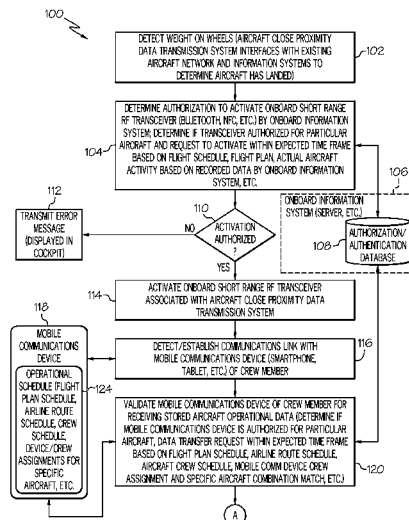 100
DETECT WEIGHT ON WHEELS (AIRCRAFT CLOSE PROXIMITY
DATA TRANSMISSION SYSTEM INTERFACES WITH EXISTING
AIRCRAFT NETWORK AND INFORMATION SYSTEMS TO
DETERMINE AIRCRAFT HAS LANDED)
102
DETERMINE AUTHORIZATION TO ACTIVATE ONBOARD SHORT RANGE
RF TRANSCEIVER (BLUETOOTH, NFC, ETC.) BY ONBOARD INFORMATION
SYSTEM; DETERMINE IF TRANSCEIVER AUTHORIZED FOR PARTICULAR
AIRCRAFT AND REQUEST TO ACTIVATE WITHIN EXPECTED TIME FRAME
BASED ON FLIGHT SCHEDULE, FLIGHT PLAN, ACTUAL AIRCRAFT
ACTIVITY BASED ON RECORDED DATA BY ONBOARD INFORMATION
SYSTEM, ETC.
104
106
ONBOARD INFORMATION
SYSTEM (SERVER, ETC.)
108
AUTHORIZATION/
AUTHENTICATION
DATABASE
110
ACTIVATION
AUTHORIZED
?
NO
YES
112
TRANSMIT ERROR
MESSAGE
(DISPLAYED IN
COCKPIT)
114
ACTIVATE ONBOARD SHORT RANGE RF TRANSCEIVER
ASSOCIATED WITH AIRCRAFT CLOSE PROXIMITY DATA
TRANSMISSION SYSTEM
DETECT/ESTABLISH COMMUNICATIONS LINK WITH
MOBILE COMMUNICATIONS DEVICE (SMARTPHONE,
TABLET, ETC.) OF CREW MEMBER
116
118
MOBILE
COMMUNICATIONS
DEVICE
124
OPERATIONAL
SCHEDULE (FLIGHT
PLAN SCHEDULE,
AIRLINE ROUTE
SCHEDULE, CREW
SCHEDULE,
DEVICE/CREW
ASSIGNMENTS FOR
SPECIFIC
AIRCRAFT, ETC.
VALIDATE MOBILE COMMUNICATIONS DEVICE OF CREW MEMBER FOR
RECEIVING STORED AIRCRAFT OPERATIONAL DATA (DETERMINE IF
MOBILE COMMUNICATIONS DEVICE IS AUTHORIZED FOR PARTICULAR
AIRCRAFT, DATA TRANSFER REQUEST WITHIN EXPECTED TIME FRAME
BASED ON FLIGHT PLAN SCHEDULE, AIRLINE ROUTE SCHEDULE,
AIRCRAFT CREW SCHEDULE, MOBILE COMM DEVICE CREW
ASSIGNMENT AND SPECIFIC AIRCRAFT COMBINATION MATCH, ETC.)
120
A